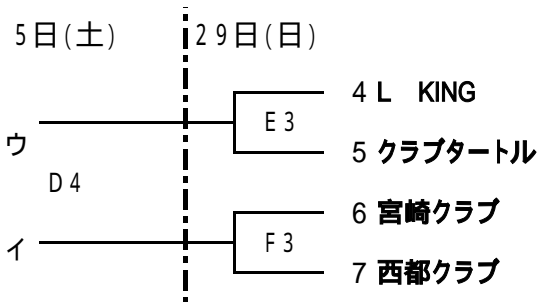 5日(土) 29日(日)
4 L KING
E3
ウ
5 クラブタートル
D4
6 宮崎クラブ
イ F3
7 西都クラブ